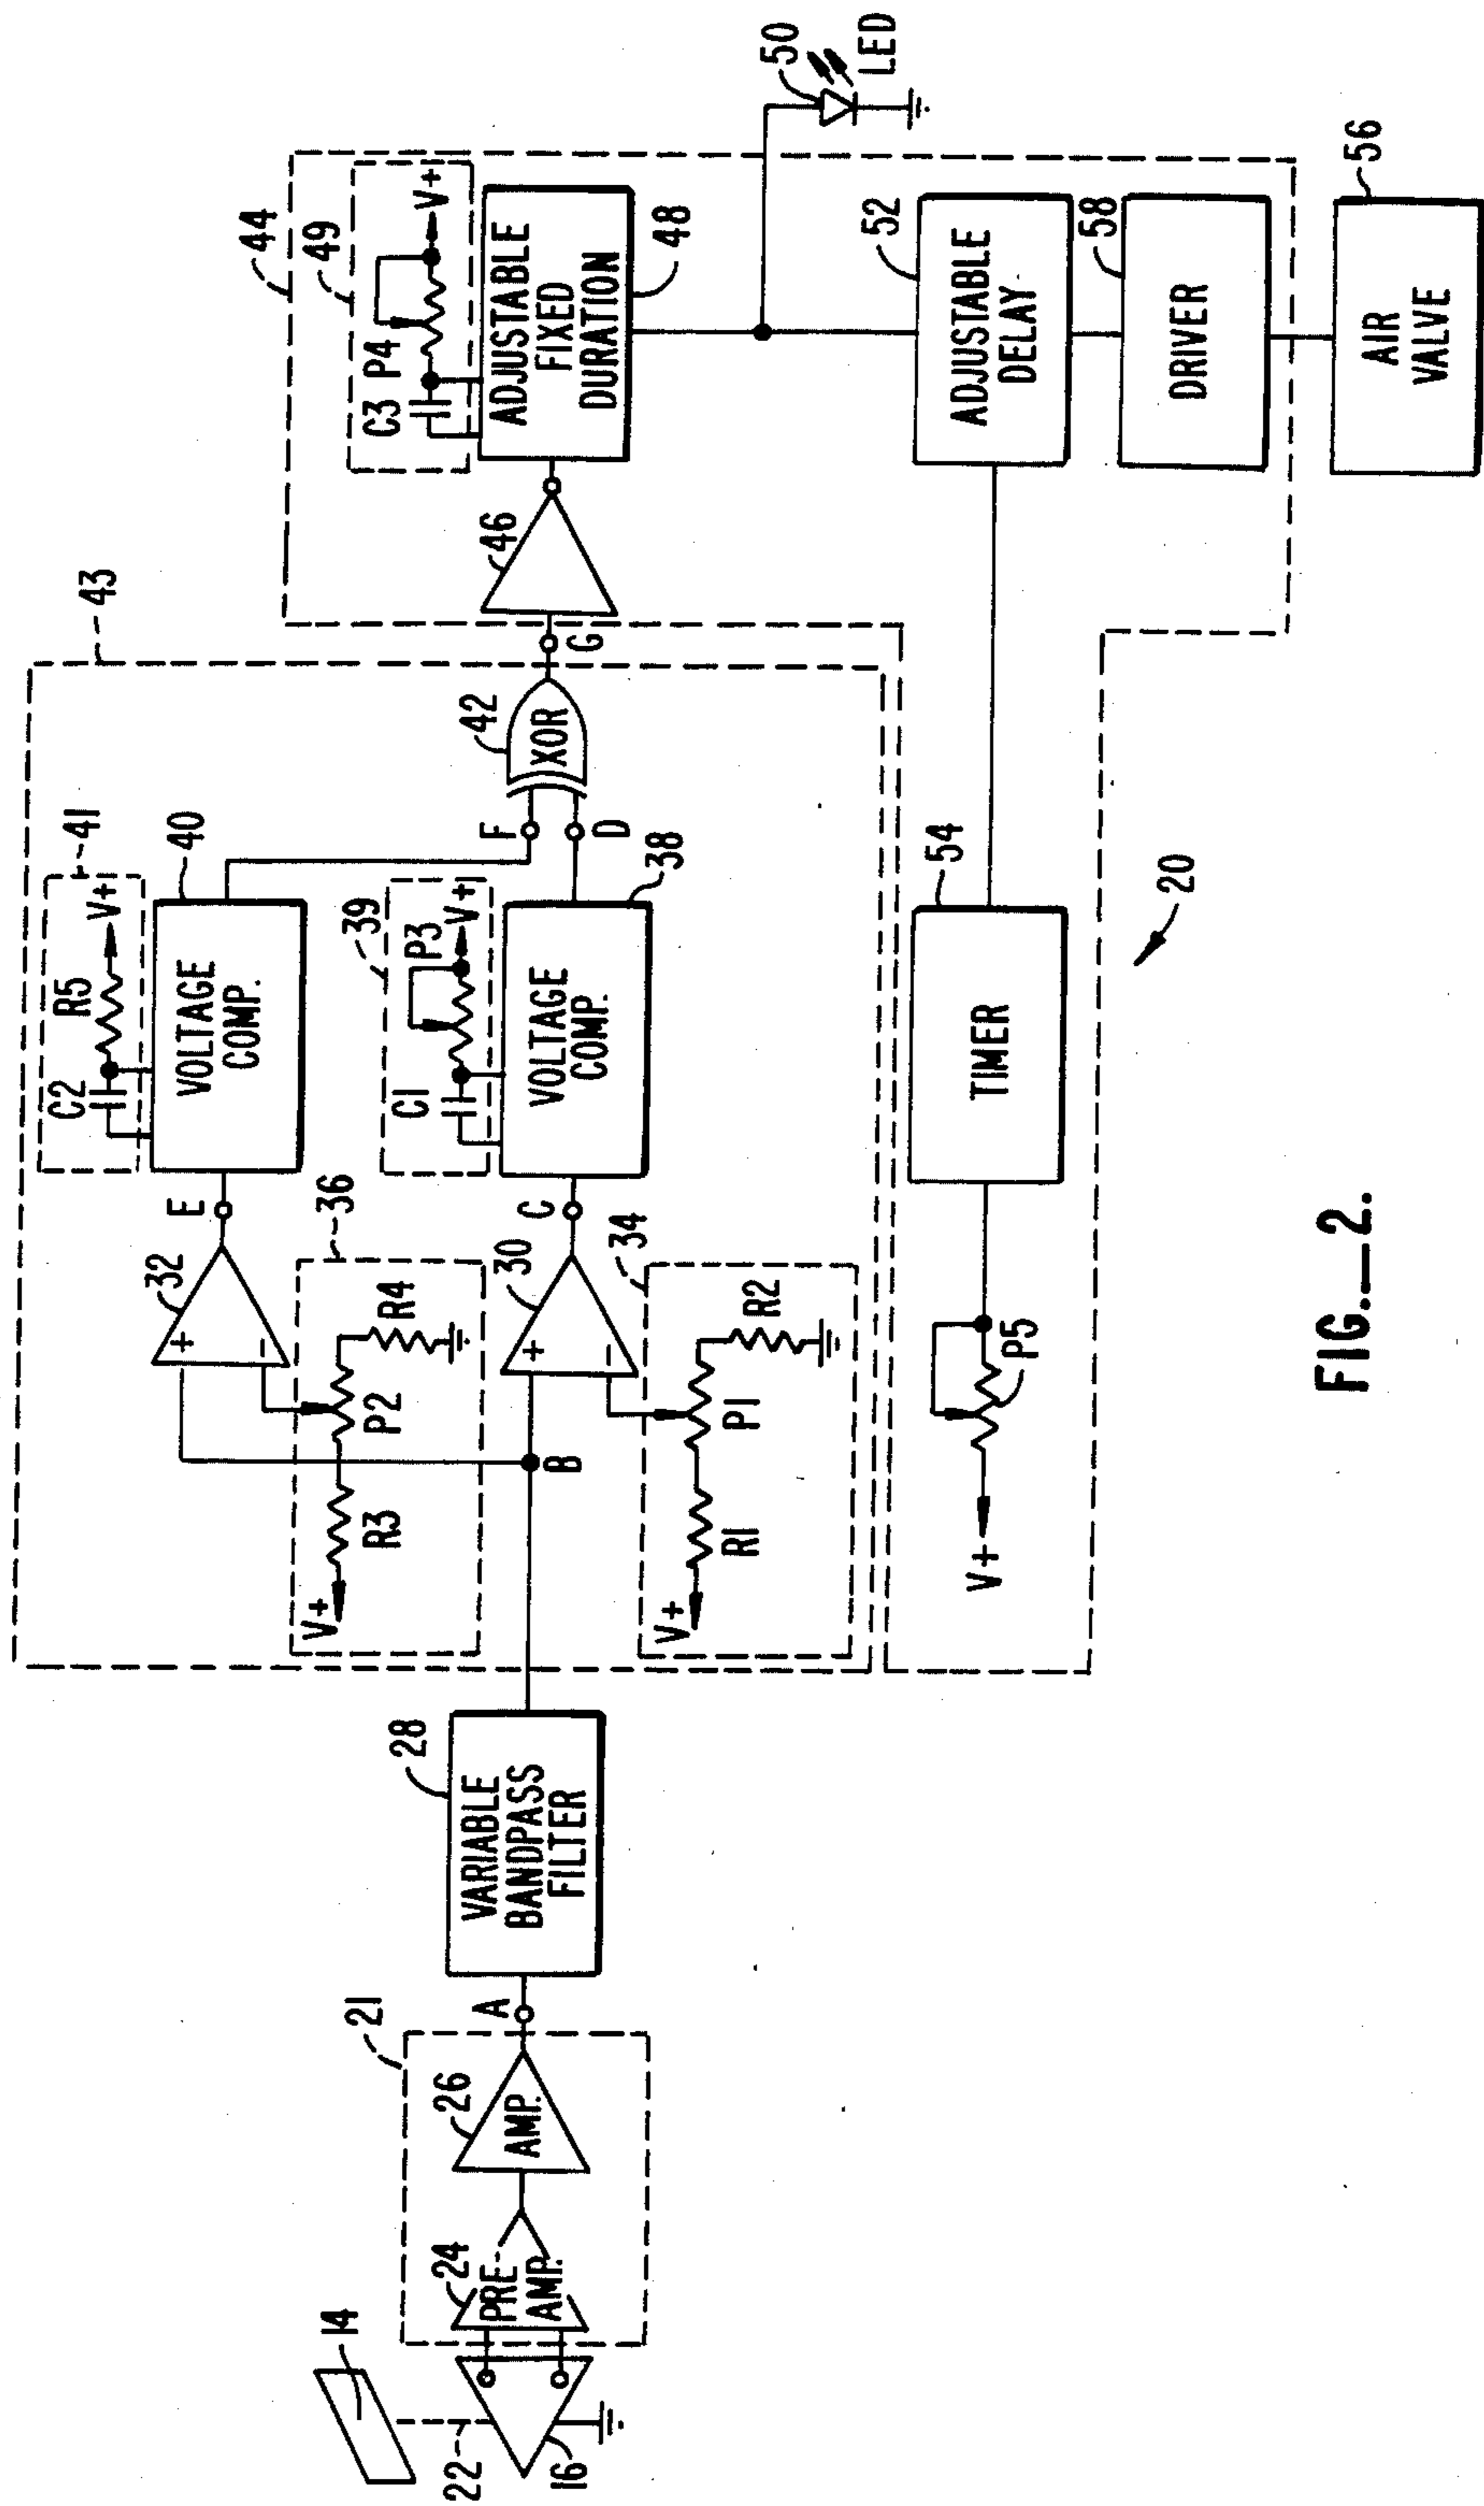 44
49
C3 P4 V+
50
LED
43
46
ADJUSTABLE
FIXED
DURATION
48
41
C2 R5 V+
40
VOLTAGE
COMP.
E
32
+
−
36
V+ R3 P2 R4
F
42
XOR
G
D
39
C1 P3 V+
VOLTAGE
COMP.
38
C
30
+
−
34
B
V+ R1 P1 R2
14
22
16
24
PRE.
AMP.
26
AMP.
21
A
28
VARIABLE
BANDPASS
FILTER
52
ADJUSTABLE
DELAY
54
TIMER
V+ P5
58
DRIVER
20
56
AIR
VALVE
FIG.—2.